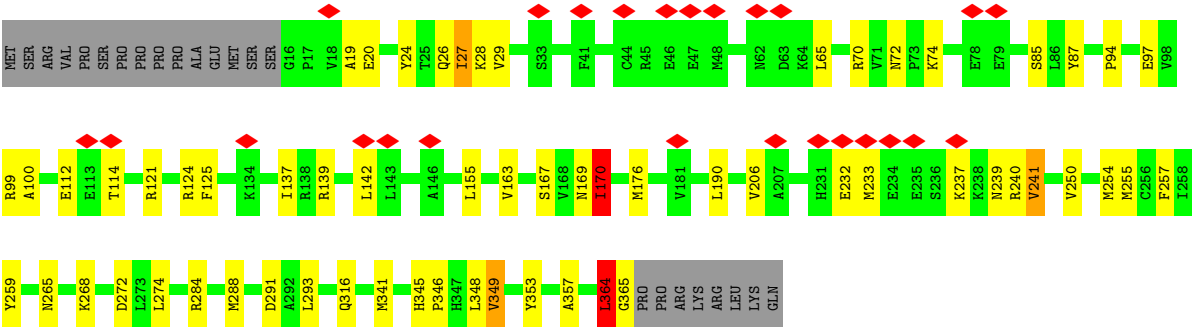 MET SER ARG VAL PRO SER PRO PRO PRO PRO ALA GLU MET SER SER G16 P17 V18 A19 E20 Y24 T25 Q26 I27 K28 V29 S33 F41 C44 R45 E46 E47 M48 N62 D63 K64 L65 R70 V71 N72 P73 K74 E78 E79 S85 L86 Y87 P94 E97 V98
R99 A100 E112 E113 T114 R121 R124 F125 K134 I137 R138 R139 L142 L143 A146 L155 V163 S167 V168 N169 I170 M176 V181 L190 V206 A207 H231 E232 M233 E234 E235 S236 K237 K238 N239 R240 V241 V250 M254 M255 C256 F257 I258
Y259 N265 K268 D272 L273 L274 R284 M288 D291 A292 L293 Q316 M341 H345 P346 H347 L348 V349 Y353 A357 L364 G365 PRO PRO ARG LYS ARG LEU LYS LYS GLN